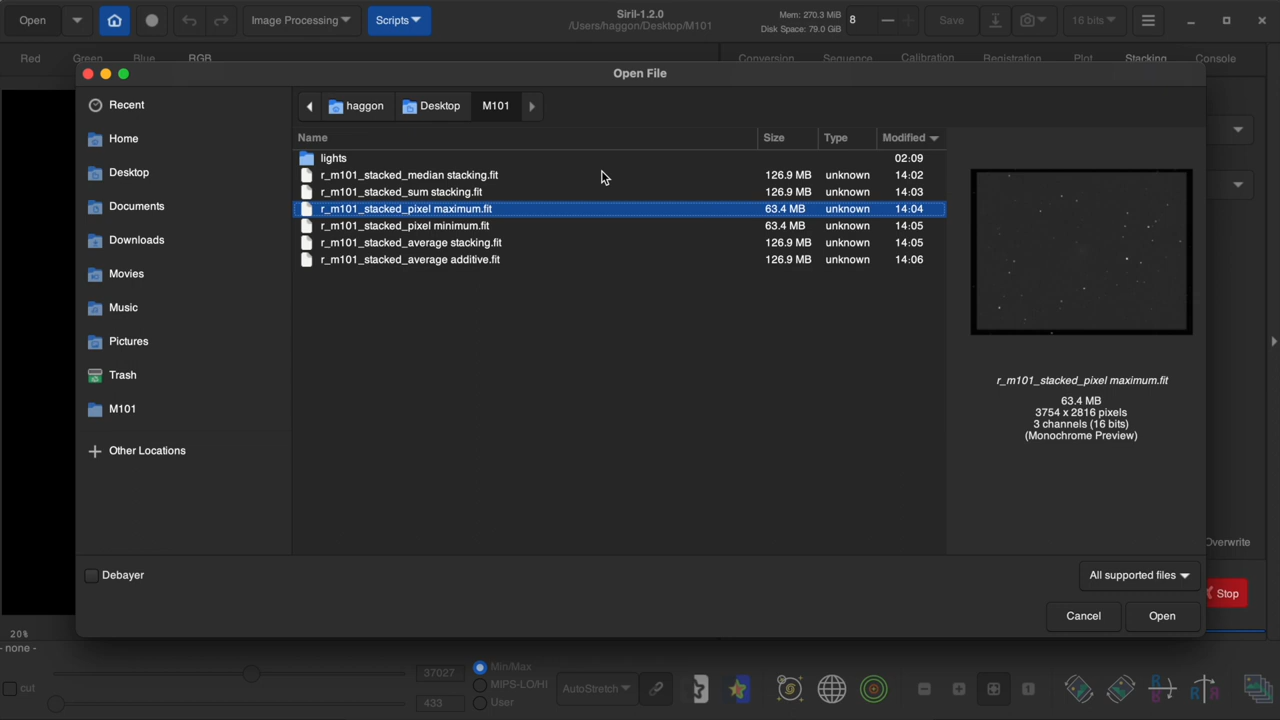 Open
Image Processing
Scripts
Siril-1.2.0
/Users/haggon/Desktop/M101
Mem: 270.3 MiB
Disk Space: 79.0 GiB
8
Save
16 bits
Red
Green
Blue
RGB
Conversion
Sequence
Calibration
Registration
Plot
Stacking
Console
Open File
Recent
Home
Desktop
Documents
Downloads
Movies
Music
Pictures
Trash
M101
Other Locations
haggon
Desktop
M101
Name Size Type Modified
lights 02:09
r_m101_stacked_median stacking.fit 126.9 MB unknown 14:02
r_m101_stacked_sum stacking.fit 126.9 MB unknown 14:03
r_m101_stacked_pixel maximum.fit 63.4 MB unknown 14:04
r_m101_stacked_pixel minimum.fit 63.4 MB unknown 14:05
r_m101_stacked_average stacking.fit 126.9 MB unknown 14:05
r_m101_stacked_average additive.fit 126.9 MB unknown 14:06
r_m101_stacked_pixel maximum.fit
63.4 MB
3754 x 2816 pixels
3 channels (16 bits)
(Monochrome Preview)
Overwrite
Debayer
All supported files
Stop
Cancel
Open
20%
- none -
cut
37027
433
Min/Max
MIPS-LO/HI
User
AutoStretch
1